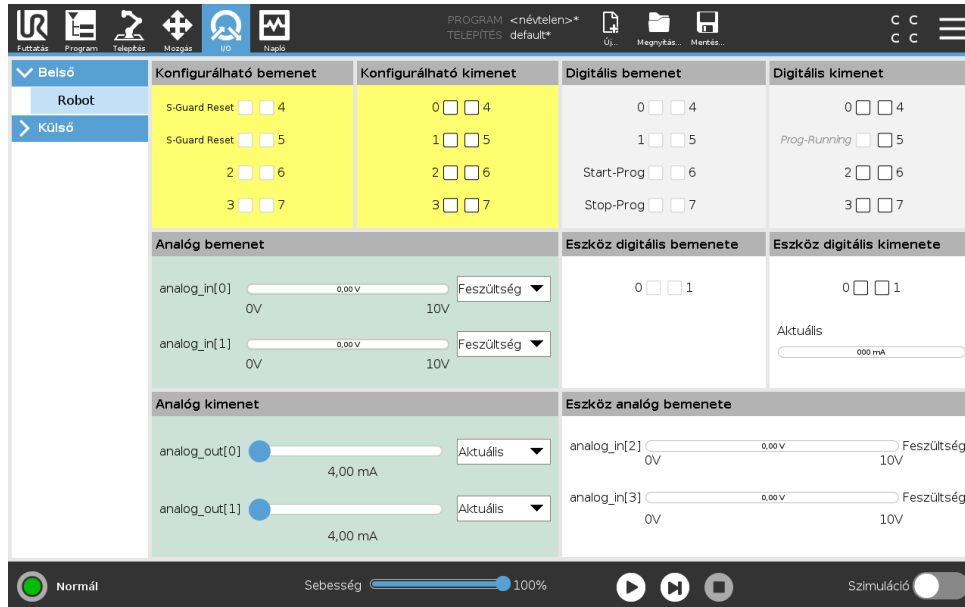 PROGRAM <névtelen>*
TELEPÍTÉS default*
Futtatás Program Telepítés Mozgás I/O Napló
Új... Megnyitás... Mentés...
C C
C C
Belső
Robot
Külső
Konfigurálható bemenet
S-Guard Reset 4
S-Guard Reset 5
2 6
3 7
Konfigurálható kimenet
0 4
1 5
2 6
3 7
Digitális bemenet
0 4
1 5
Start-Prog 6
Stop-Prog 7
Digitális kimenet
0 4
Prog-Running 5
2 6
3 7
Analóg bemenet
analog_in[0] 0,00 V Feszültség
0V 10V
analog_in[1] 0,00 V Feszültség
0V 10V
Eszköz digitális bemenete
0 1
Eszköz digitális kimenete
0 1
Aktuális
000 mA
Analóg kimenet
analog_out[0] Aktuális
4,00 mA
analog_out[1] Aktuális
4,00 mA
Eszköz analóg bemenete
analog_in[2] 0,00 V Feszültség
0V 10V
analog_in[3] 0,00 V Feszültség
0V 10V
Normál Sebesség 100% Szimuláció